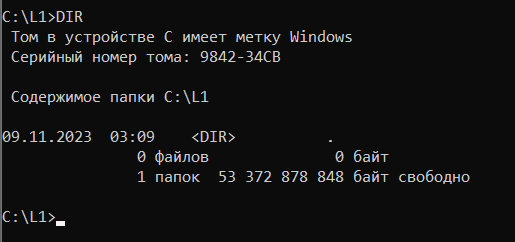 C:\L1>DIR
Том в устройстве C имеет метку Windows
Серийный номер тома: 9842-34CB
Содержимое папки C:\L1
09.11.2023  03:09    <DIR>          .
0 файлов              0 байт
1 папок  53 372 878 848 байт свободно
C:\L1>